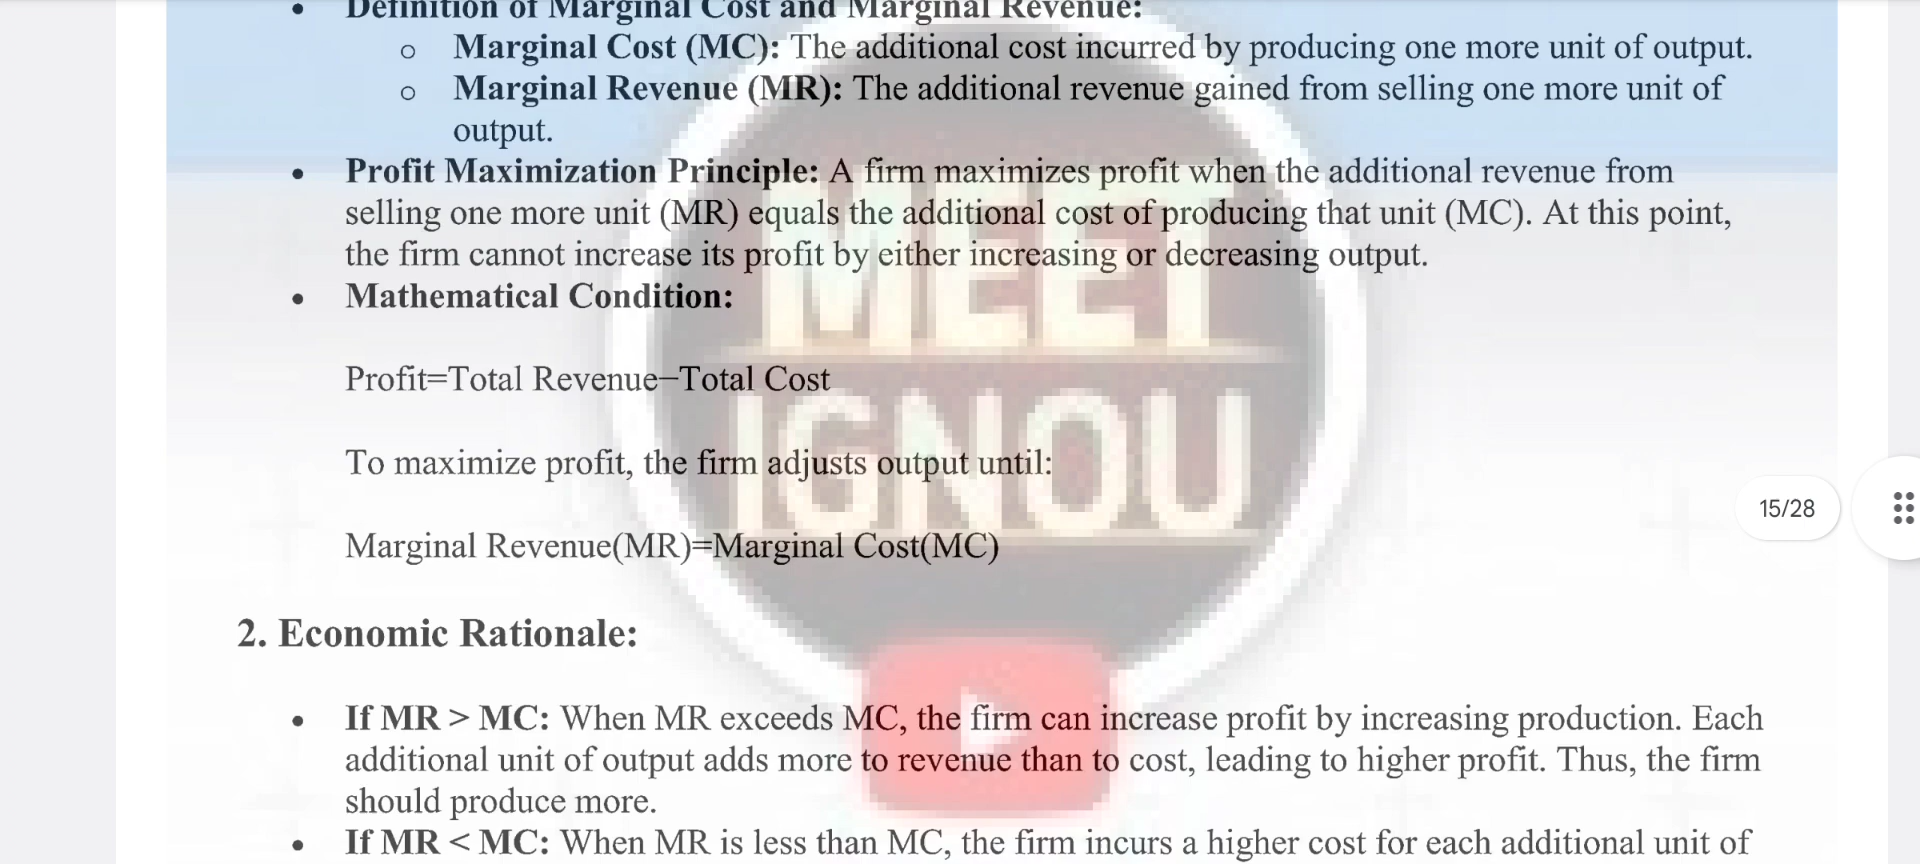 • Definition of Marginal Cost and Marginal Revenue:
o Marginal Cost (MC): The additional cost incurred by producing one more unit of output.
o Marginal Revenue (MR): The additional revenue gained from selling one more unit of
output.
• Profit Maximization Principle: A firm maximizes profit when the additional revenue from
selling one more unit (MR) equals the additional cost of producing that unit (MC). At this point,
the firm cannot increase its profit by either increasing or decreasing output.
• Mathematical Condition:
Profit=Total Revenue−Total Cost
To maximize profit, the firm adjusts output until:
Marginal Revenue(MR)=Marginal Cost(MC)
2. Economic Rationale:
• If MR > MC: When MR exceeds MC, the firm can increase profit by increasing production. Each
additional unit of output adds more to revenue than to cost, leading to higher profit. Thus, the firm
should produce more.
• If MR < MC: When MR is less than MC, the firm incurs a higher cost for each additional unit of
MEET
IGNOU
15/28